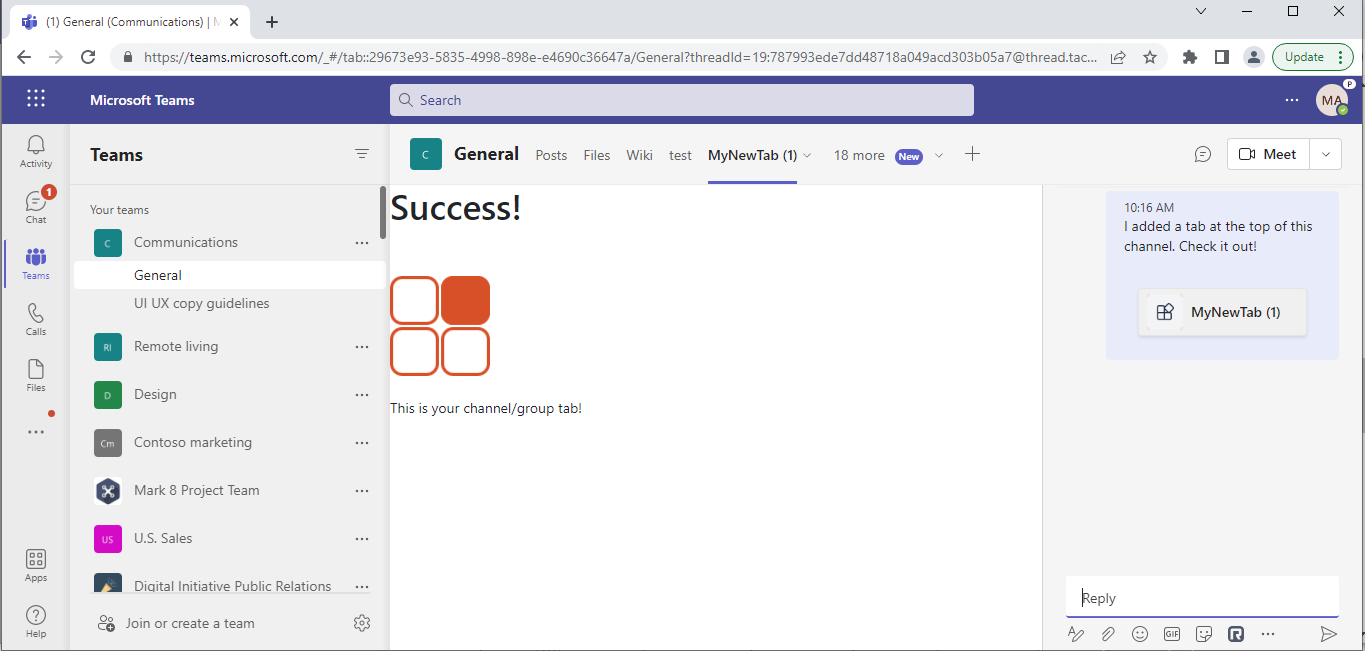 (1) General (Communications) | M
https://teams.microsoft.com/_#/tab::29673e93-5835-4998-898e-e4690c36647a/General?threadId=19:787993ede7dd48718a049acd303b05a7@thread.tac...
Update
Microsoft Teams
Search
MA
P
Activity
Chat
1
Teams
Calls
Files
Apps
Help
Teams
Your teams
C
Communications
General
UI UX copy guidelines
RI
Remote living
D
Design
Cm
Contoso marketing
Mark 8 Project Team
US
U.S. Sales
Digital Initiative Public Relations
Join or create a team
C
General
Posts
Files
Wiki
test
MyNewTab (1)
18 more
New
Meet
Success!
This is your channel/group tab!
10:16 AM
I added a tab at the top of this
channel. Check it out!
MyNewTab (1)
Reply
GIF